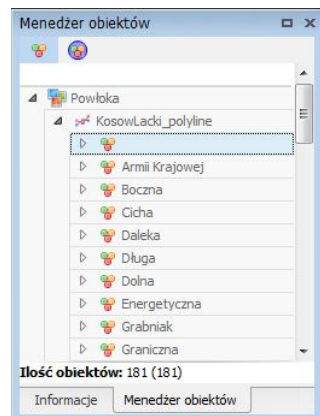 Menedżer obiektów
Powłoka
KosowLacki_polyline
Armii Krajowej
Boczna
Cicha
Daleka
Długa
Dolna
Energetyczna
Grabniak
Graniczna
Ilość obiektów: 181 (181)
Informacje Menedżer obiektów